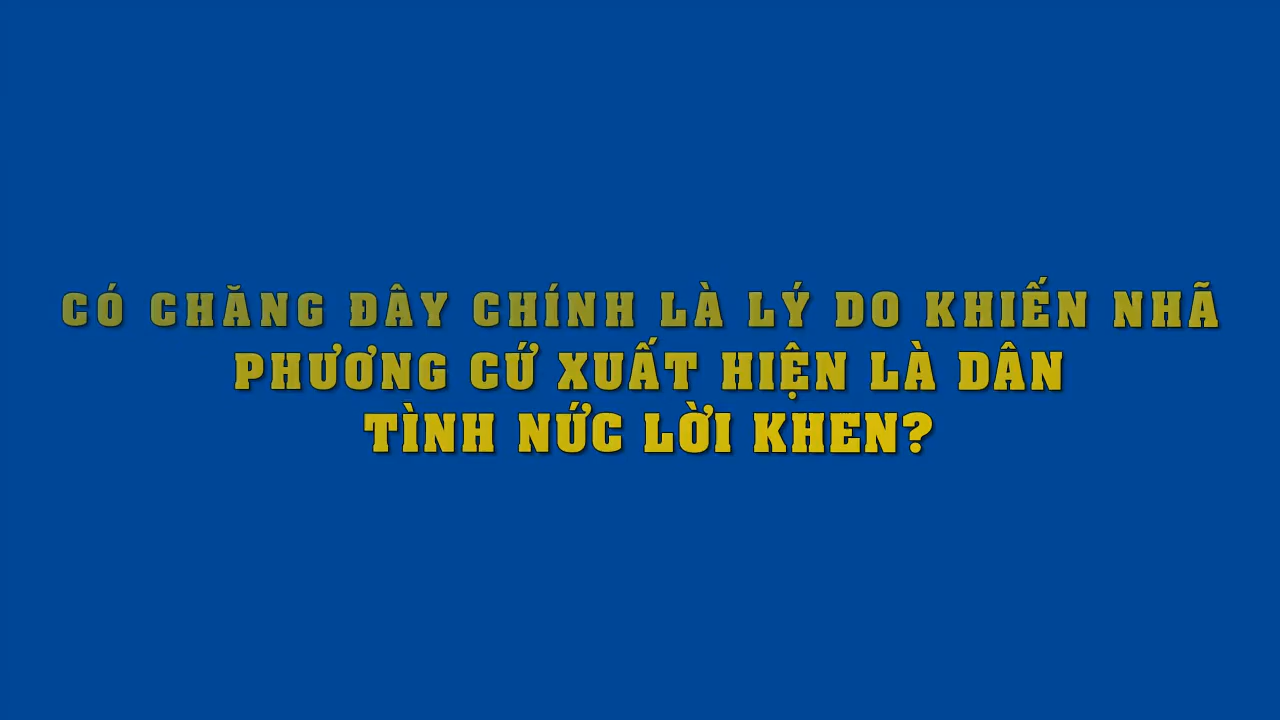 CÓ CHĂNG ĐÂY CHÍNH LÀ LÝ DO KHIẾN NHÃ
PHƯƠNG CỨ XUẤT HIỆN LÀ DÂN
TÌNH NỨC LỜI KHEN?